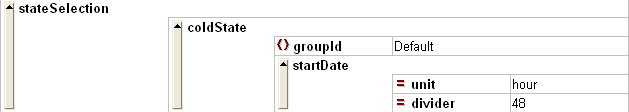 stateSelection
coldState
groupId Default
startDate
unit hour
divider 48